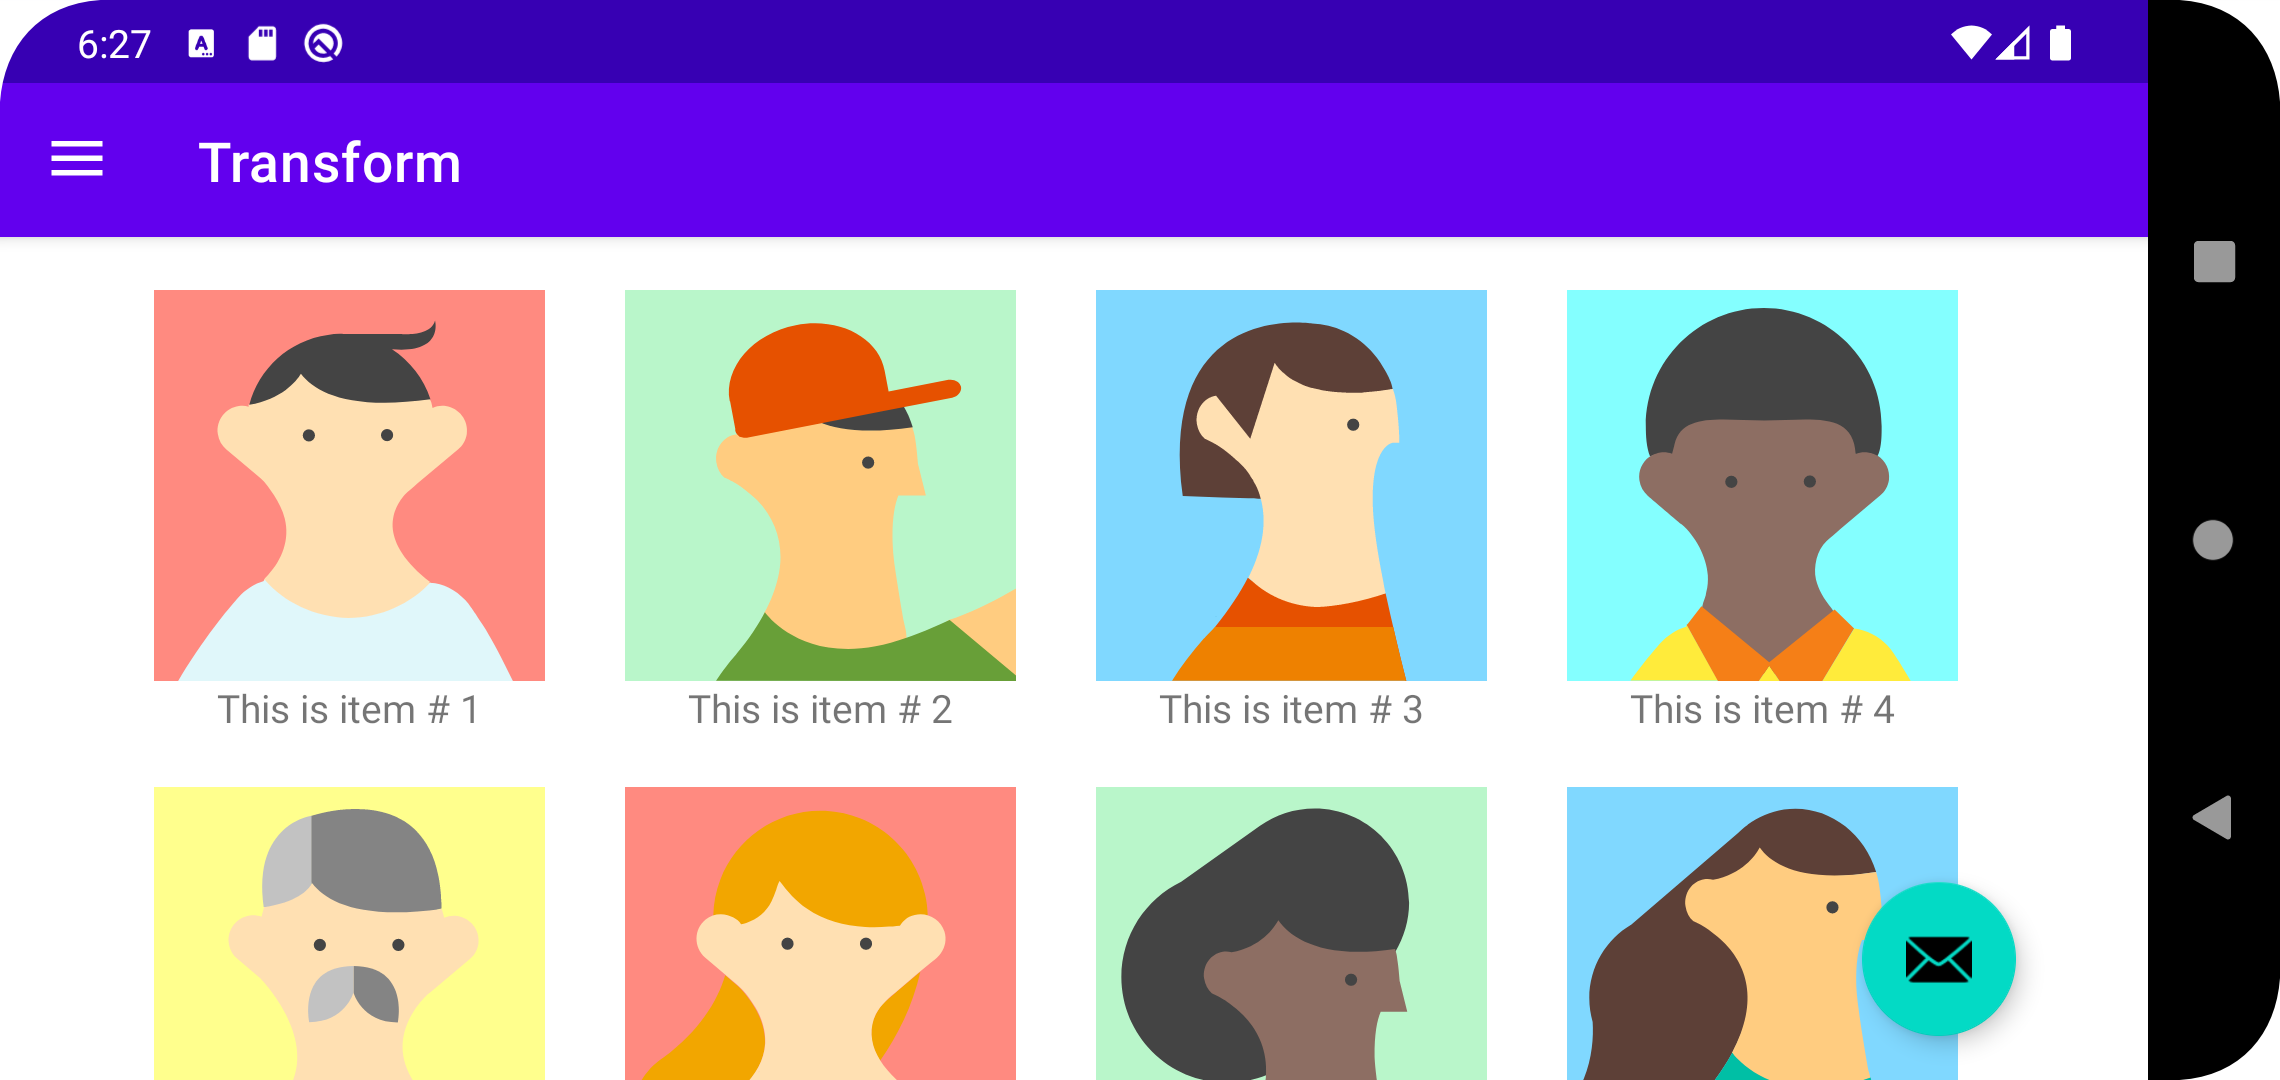 6:27
Transform
This is item # 1
This is item # 2
This is item # 3
This is item # 4